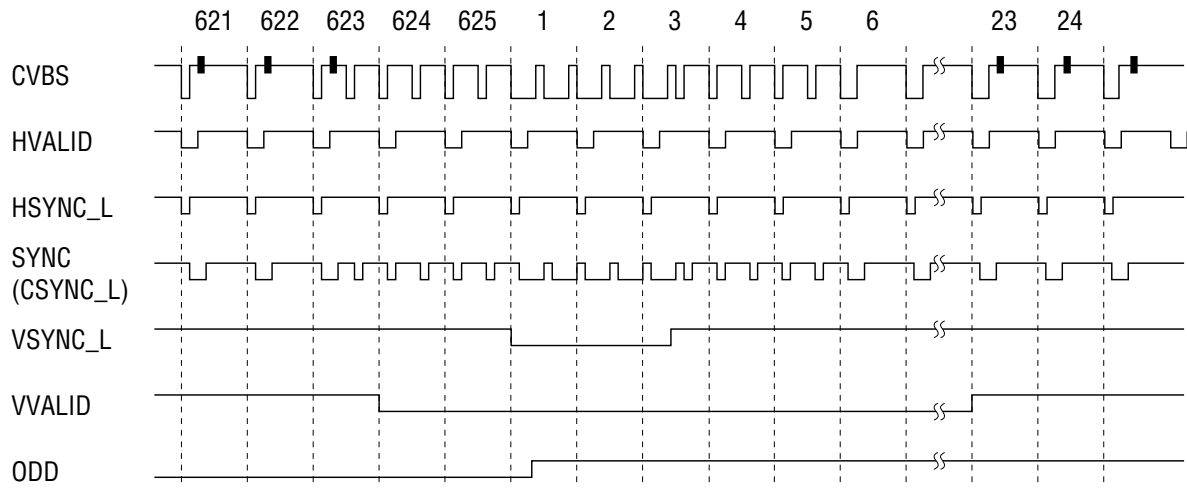 621 622 623 624 625 1 2 3 4 5 6 23 24
CVBS
HVALID
HSYNC_L
SYNC
(CSYNC_L)
VSYNC_L
VVALID
ODD